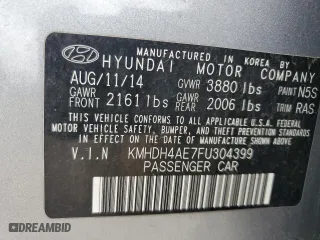 MANUFACTURED IN KOREA BY
HYUNDAI MOTOR COMPANY
AUG/11/14 GVWR 3880 lbs PAINT N5S
GAWR FRONT 2161 lbs GAWR REAR 2006 lbs TRIM RAS
THIS VEHICLE CONFORMS TO ALL APPLICABLE U.S. FEDERAL
MOTOR VEHICLE SAFETY, BUMPER, AND THEFT PREVENTION STANDARDS
IN EFFECT ON THE DATE OF MANUFACTURE SHOWN ABOVE.
V.I.N KMHDH4AE7FU304399
PASSENGER CAR
DREAMBID
AUTOASTAT.COM